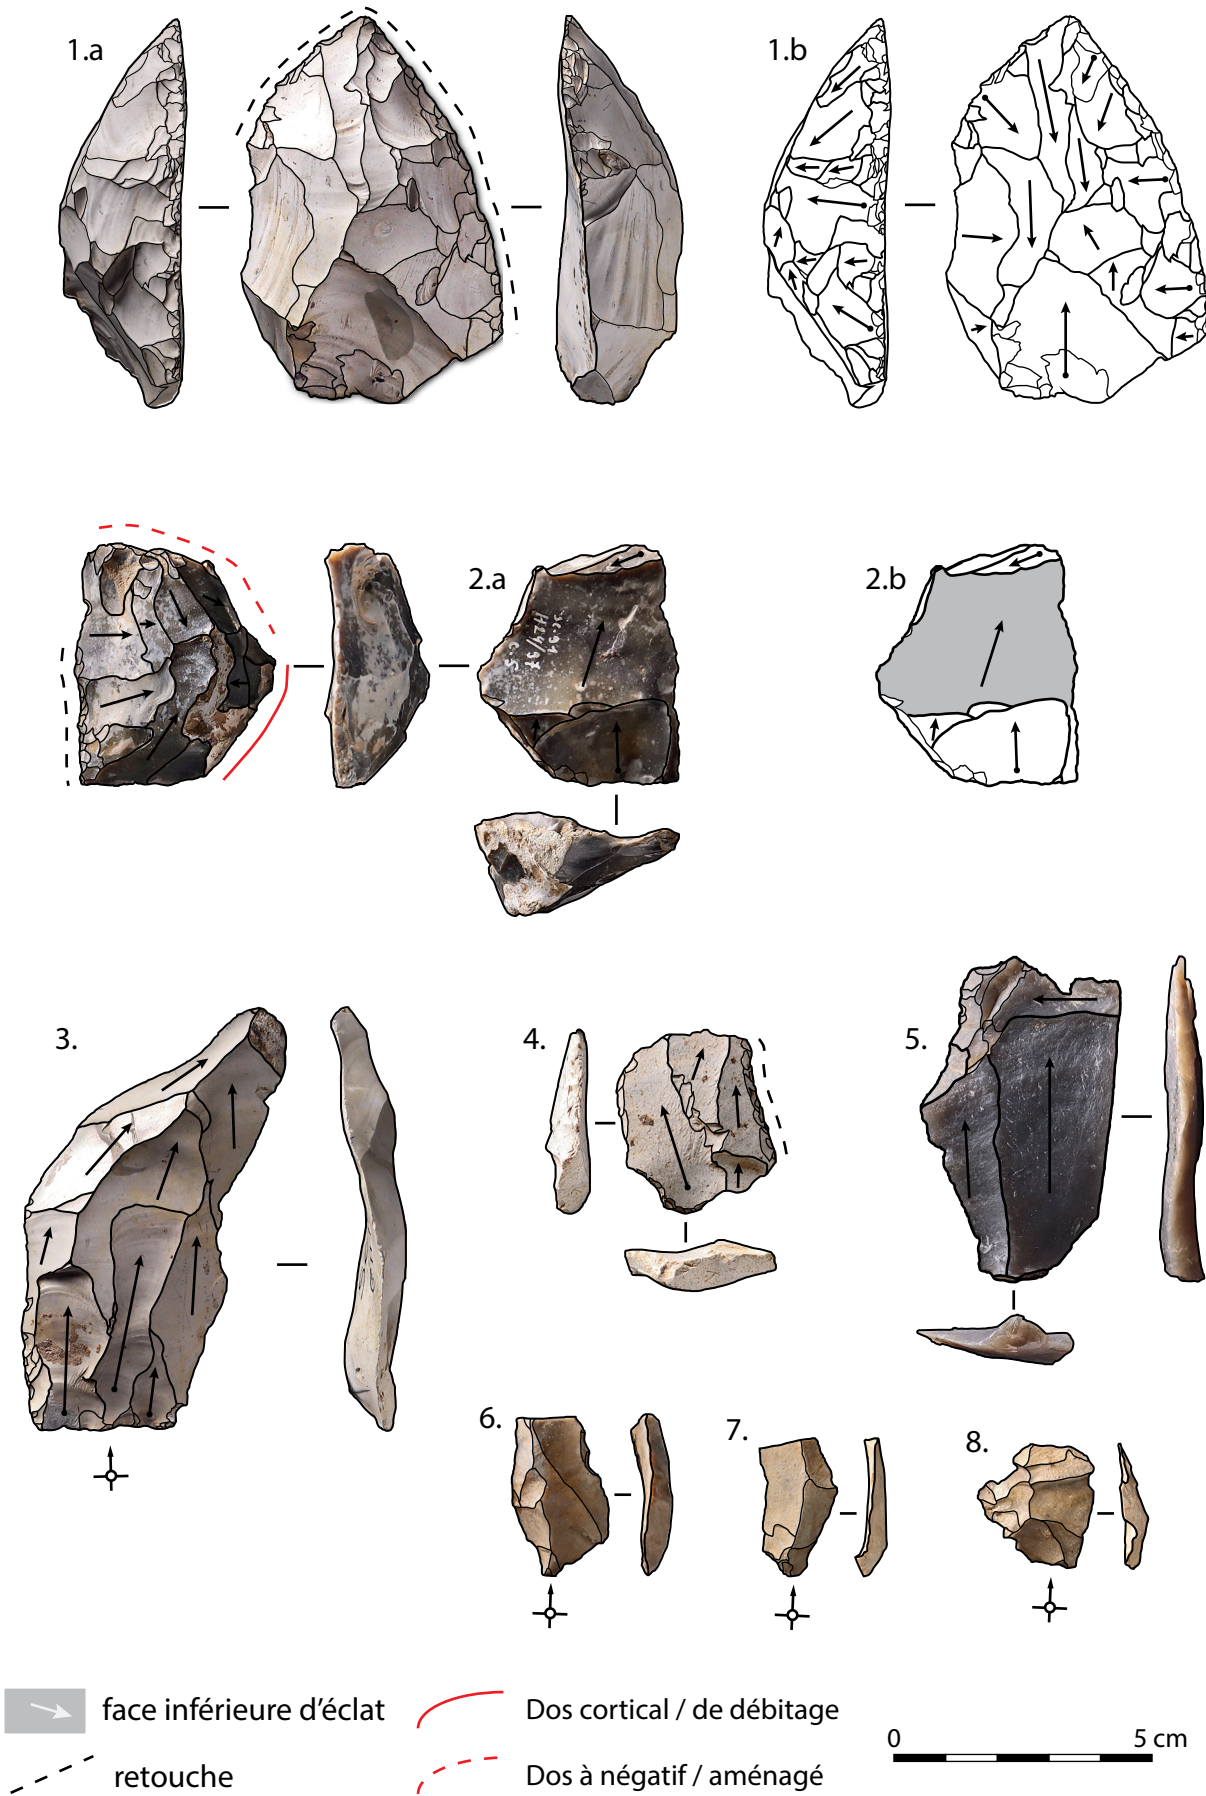 1.a
1.b
2.a
2.b
3.
4.
5.
6.
7.
8.
face inférieure d'éclat
retouche
Dos cortical / de débitage
Dos à négatif / aménagé
0 5 cm